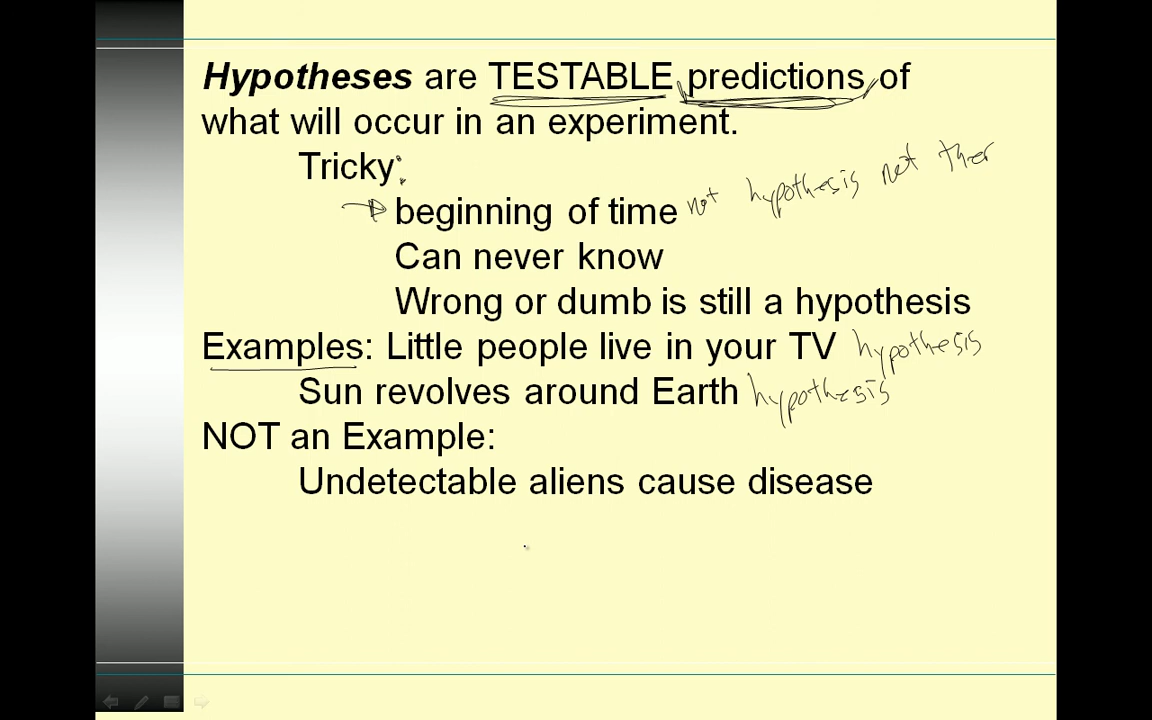 Hypotheses are TESTABLE predictions of
what will occur in an experiment.
Tricky:
beginning of time not hypothesis not
Can never know
Wrong or dumb is still a hypothesis
Examples: Little people live in your TV hypothesis
Sun revolves around Earth hypothesis
NOT an Example:
Undetectable aliens cause disease